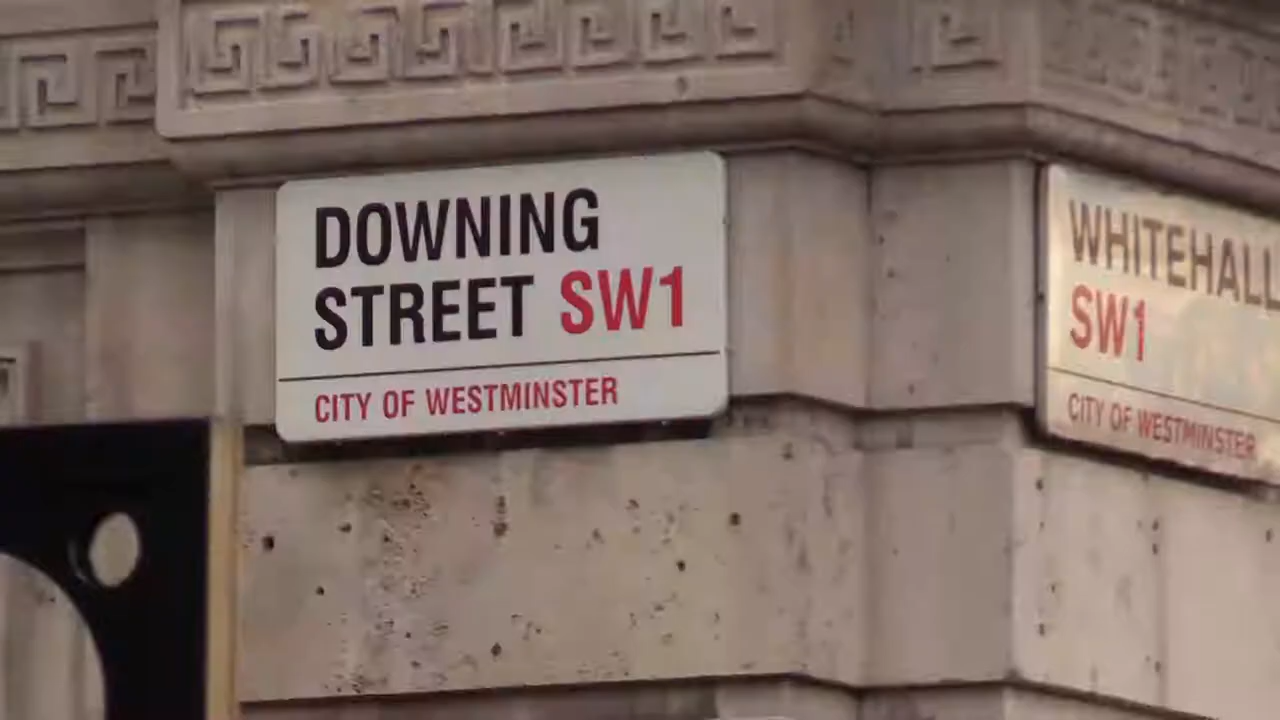 DOWNING
STREET SW1
CITY OF WESTMINSTER
WHITEHALL
SW1
CITY OF WESTMINSTER